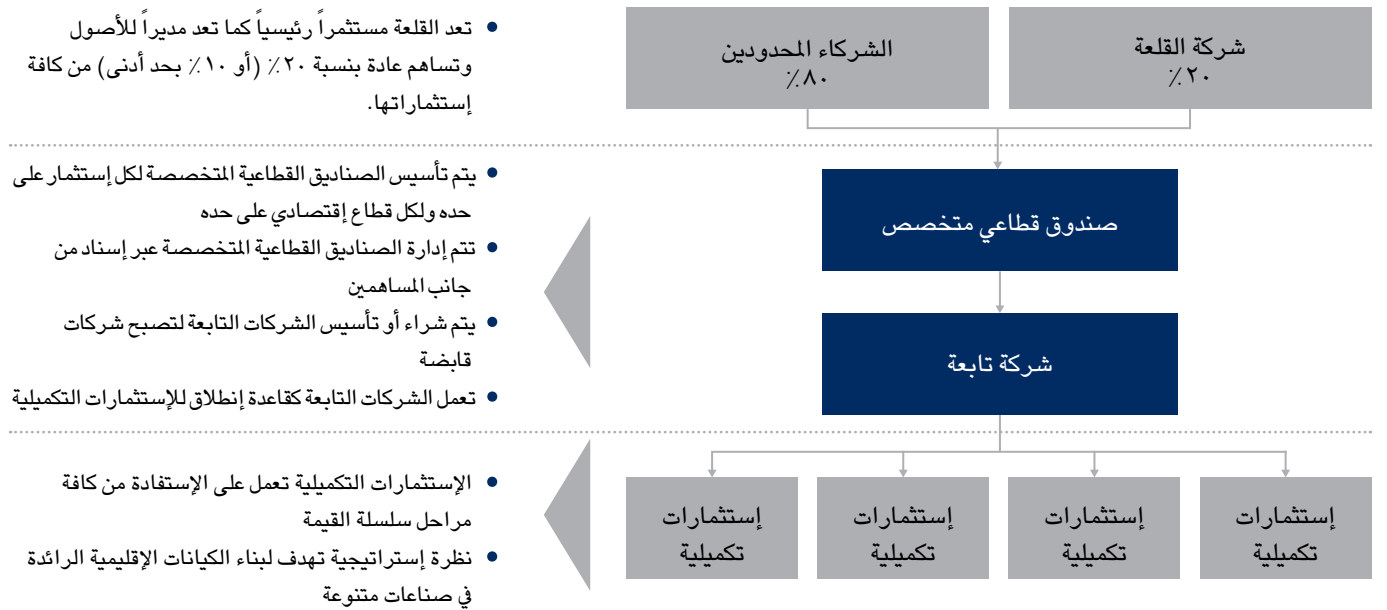 شركة القلعة
٢٠٪
الشركاء المحدودين
٨٠٪
تعد القلعة مستثمراً رئيسياً كما تعد مديراً للأصول
وتساهم عادة بنسبة ٢٠٪ (أو ١٠٪ بحد أدنى) من كافة
إستثماراتها.
صندوق قطاعي متخصص
شركة تابعة
يتم تأسيس الصناديق القطاعية المتخصصة لكل إستثمار على
حده ولكل قطاع إقتصادي على حده
تتم إدارة الصناديق القطاعية المتخصصة عبر إسناد من
جانب المساهمين
يتم شراء أو تأسيس الشركات التابعة لتصبح شركات
قابضة
تعمل الشركات التابعة كقاعدة إنطلاق للإستثمارات التكميلية
إستثمارات
تكميلية
إستثمارات
تكميلية
إستثمارات
تكميلية
إستثمارات
تكميلية
الإستثمارات التكميلية تعمل على الإستفادة من كافة
مراحل سلسلة القيمة
نظرة إستراتيجية تهدف لبناء الكيانات الإقليمية الرائدة
في صناعات متنوعة